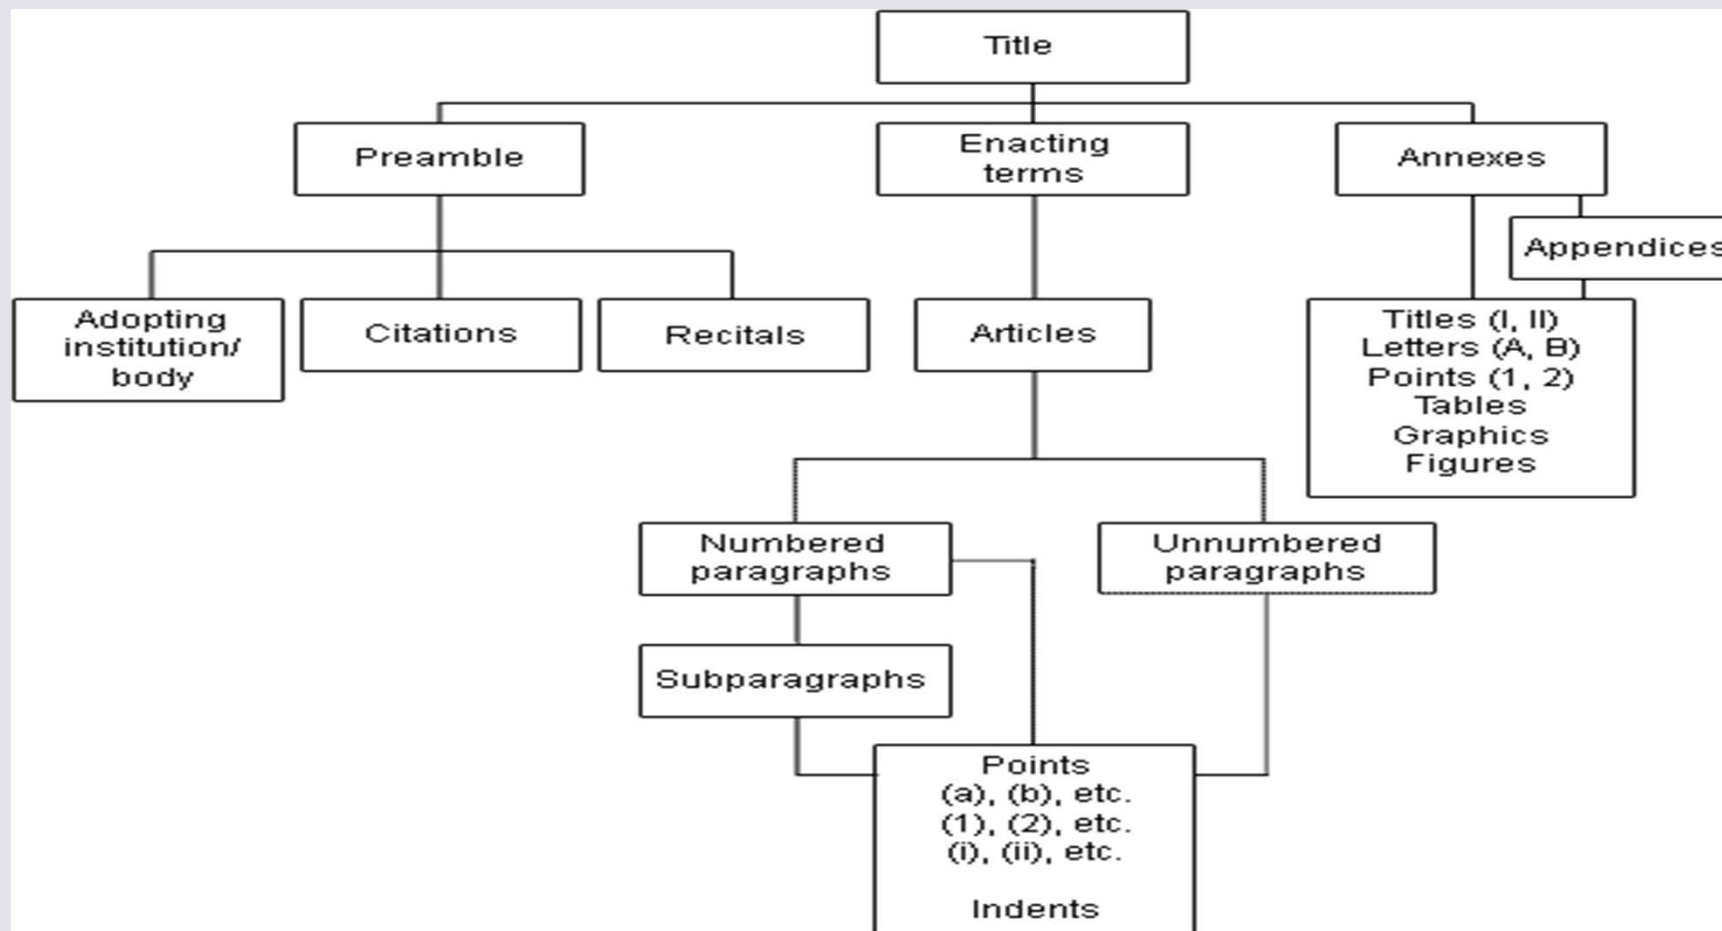 Title
Preamble
Enacting
terms
Annexes
Appendices
Adopting
institution/
body
Citations
Recitals
Articles
Titles (I, II)
Letters (A, B)
Points (1, 2)
Tables
Graphics
Figures
Numbered
paragraphs
Unnumbered
paragraphs
Subparagraphs
Points
(a), (b), etc.
(1), (2), etc.
(i), (ii), etc.
Indents